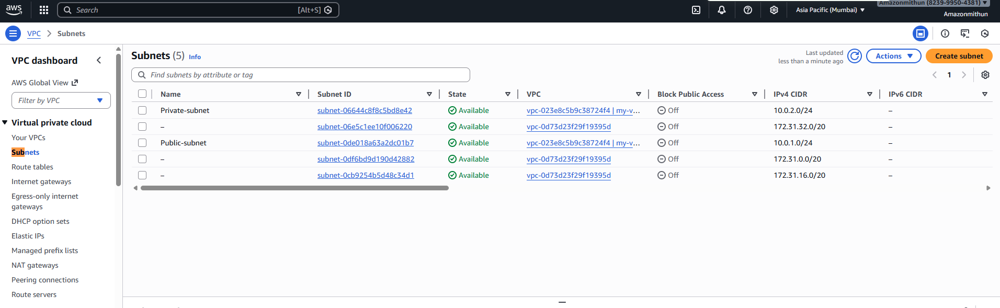 aws
Search [Alt+S]
Asia Pacific (Mumbai)
Amazonmithun (8239-9950-4381)
Amazonmithun
VPC Subnets
VPC dashboard
AWS Global View
Filter by VPC
Virtual private cloud
Your VPCs
Subnets
Route tables
Internet gateways
Egress-only internet
gateways
DHCP option sets
Elastic IPs
Managed prefix lists
NAT gateways
Peering connections
Route servers
Subnets (5) Info
Last updated
less than a minute ago
Actions
Create subnet
Find subnets by attribute or tag
1
Name Subnet ID State VPC Block Public Access IPv4 CIDR IPv6 CIDR
Private-subnet subnet-06644c8f8c5bd8e42 Available vpc-023e8c5b9c38724f4 | my-v... Off 10.0.2.0/24 –
– subnet-06e5c1ee10f006220 Available vpc-0d73d23f29f19395d Off 172.31.32.0/20 –
Public-subnet subnet-0de018a63a2dc01b7 Available vpc-023e8c5b9c38724f4 | my-v... Off 10.0.1.0/24 –
– subnet-0df6bd9d190d42882 Available vpc-0d73d23f29f19395d Off 172.31.0.0/20 –
– subnet-0cb9254b5d48c34d1 Available vpc-0d73d23f29f19395d Off 172.31.16.0/20 –